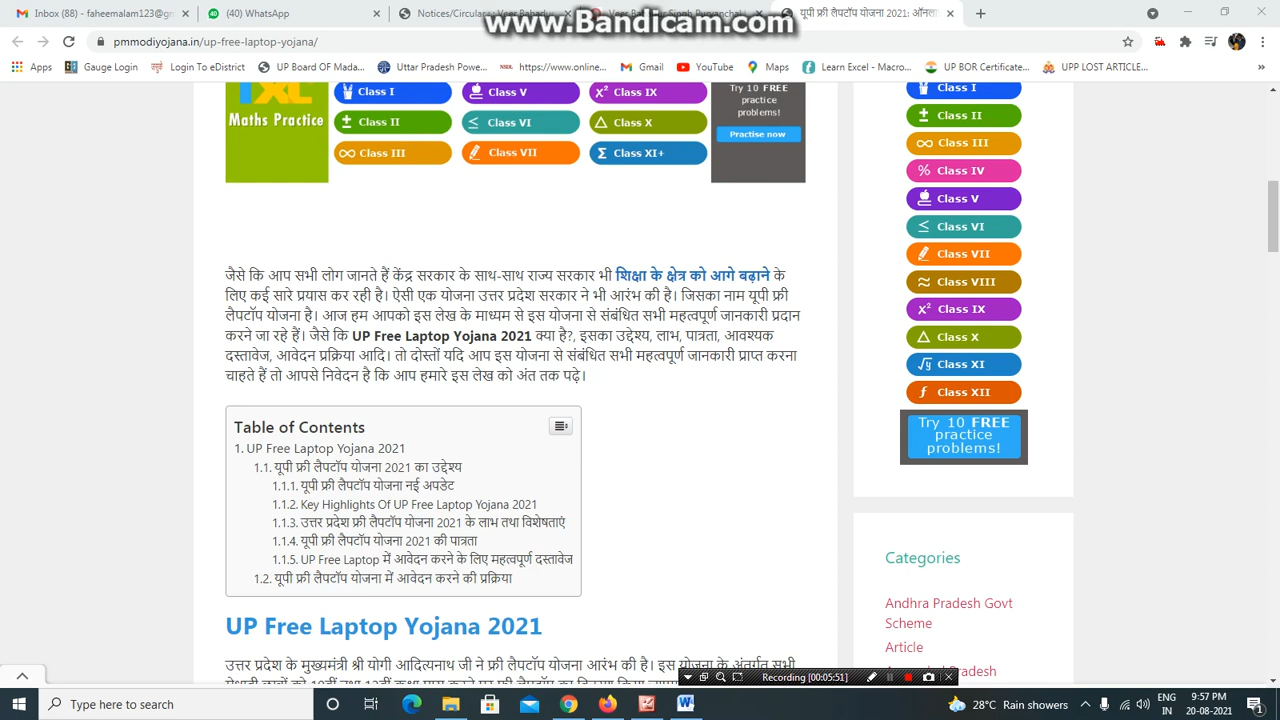 Inbox (88) - faheemalam123@gm
(40) WhatsApp
Notices/Circular
यूपी फ्री लैपटॉप योजना 2021: ऑनला
www.Bandicam.com
pmmodiyojana.in/up-free-laptop-yojana/
Apps
Gauge Login
Login To eDistrict
UP Board OF Mada...
Uttar Pradesh Powe...
https://www.online...
Gmail
YouTube
Maps
Learn Excel - Macro...
UP BOR Certificate...
UPP LOST ARTICLE...
IXL
Maths Practice
Class I
Class II
Class III
Class V
Class VI
Class VII
Class IX
Class X
Class XI+
Try 10 FREE
practice
problems!
Practise now
जैसे कि आप सभी लोग जानते हैं केंद्र सरकार के साथ-साथ राज्य सरकार भी शिक्षा के क्षेत्र को आगे बढ़ाने के
लिए कई सारे प्रयास कर रही है। ऐसी एक योजना उत्तर प्रदेश सरकार ने भी आरंभ की है। जिसका नाम यूपी फ्री
लैपटॉप योजना है। आज हम आपको इस लेख के माध्यम से इस योजना से संबंधित सभी महत्वपूर्ण जानकारी प्रदान
करने जा रहे हैं। जेसे कि UP Free Laptop Yojana 2021 क्या है?, इसका उद्देश्य, लाभ, पात्रता, आवश्यक
दस्तावेज, आवेदन प्रक्रिया आदि। तो दोस्तों यदि आप इस योजना से संबंधित सभी महत्वपूर्ण जानकारी प्राप्त करना
चाहते हैं तो आपसे निवेदन है कि आप हमारे इस लेख को अंत तक पढ़े।
Table of Contents
1. UP Free Laptop Yojana 2021
1.1. यूपी फ्री लैपटॉप योजना 2021 का उद्देश्य
1.1.1. यूपी फ्री लैपटॉप योजना नई अपडेट
1.1.2. Key Highlights Of UP Free Laptop Yojana 2021
1.1.3. उत्तर प्रदेश फ्री लैपटॉप योजना 2021 के लाभ तथा विशेषताएं
1.1.4. यूपी फ्री लैपटॉप योजना 2021 की पात्रता
1.1.5. UP Free Laptop में आवेदन करने के लिए महत्वपूर्ण दस्तावेज
1.2. यूपी फ्री लैपटॉप योजना में आवेदन करने की प्रक्रिया
UP Free Laptop Yojana 2021
उत्तर प्रदेश के मुख्यमंत्री श्री योगी आदित्यनाथ जी ने फ्री लैपटॉप योजना आरंभ की है। इस योजना के अंतर्गत सभी
Class I
Class II
Class III
Class IV
Class V
Class VI
Class VII
Class VIII
Class IX
Class X
Class XI
Class XII
Try 10 FREE
practice
problems!
Categories
Andhra Pradesh Govt
Scheme
Article
Recording [00:05:51]
Type here to search
28°C Rain showers
ENG
IN
9:57 PM
20-08-2021